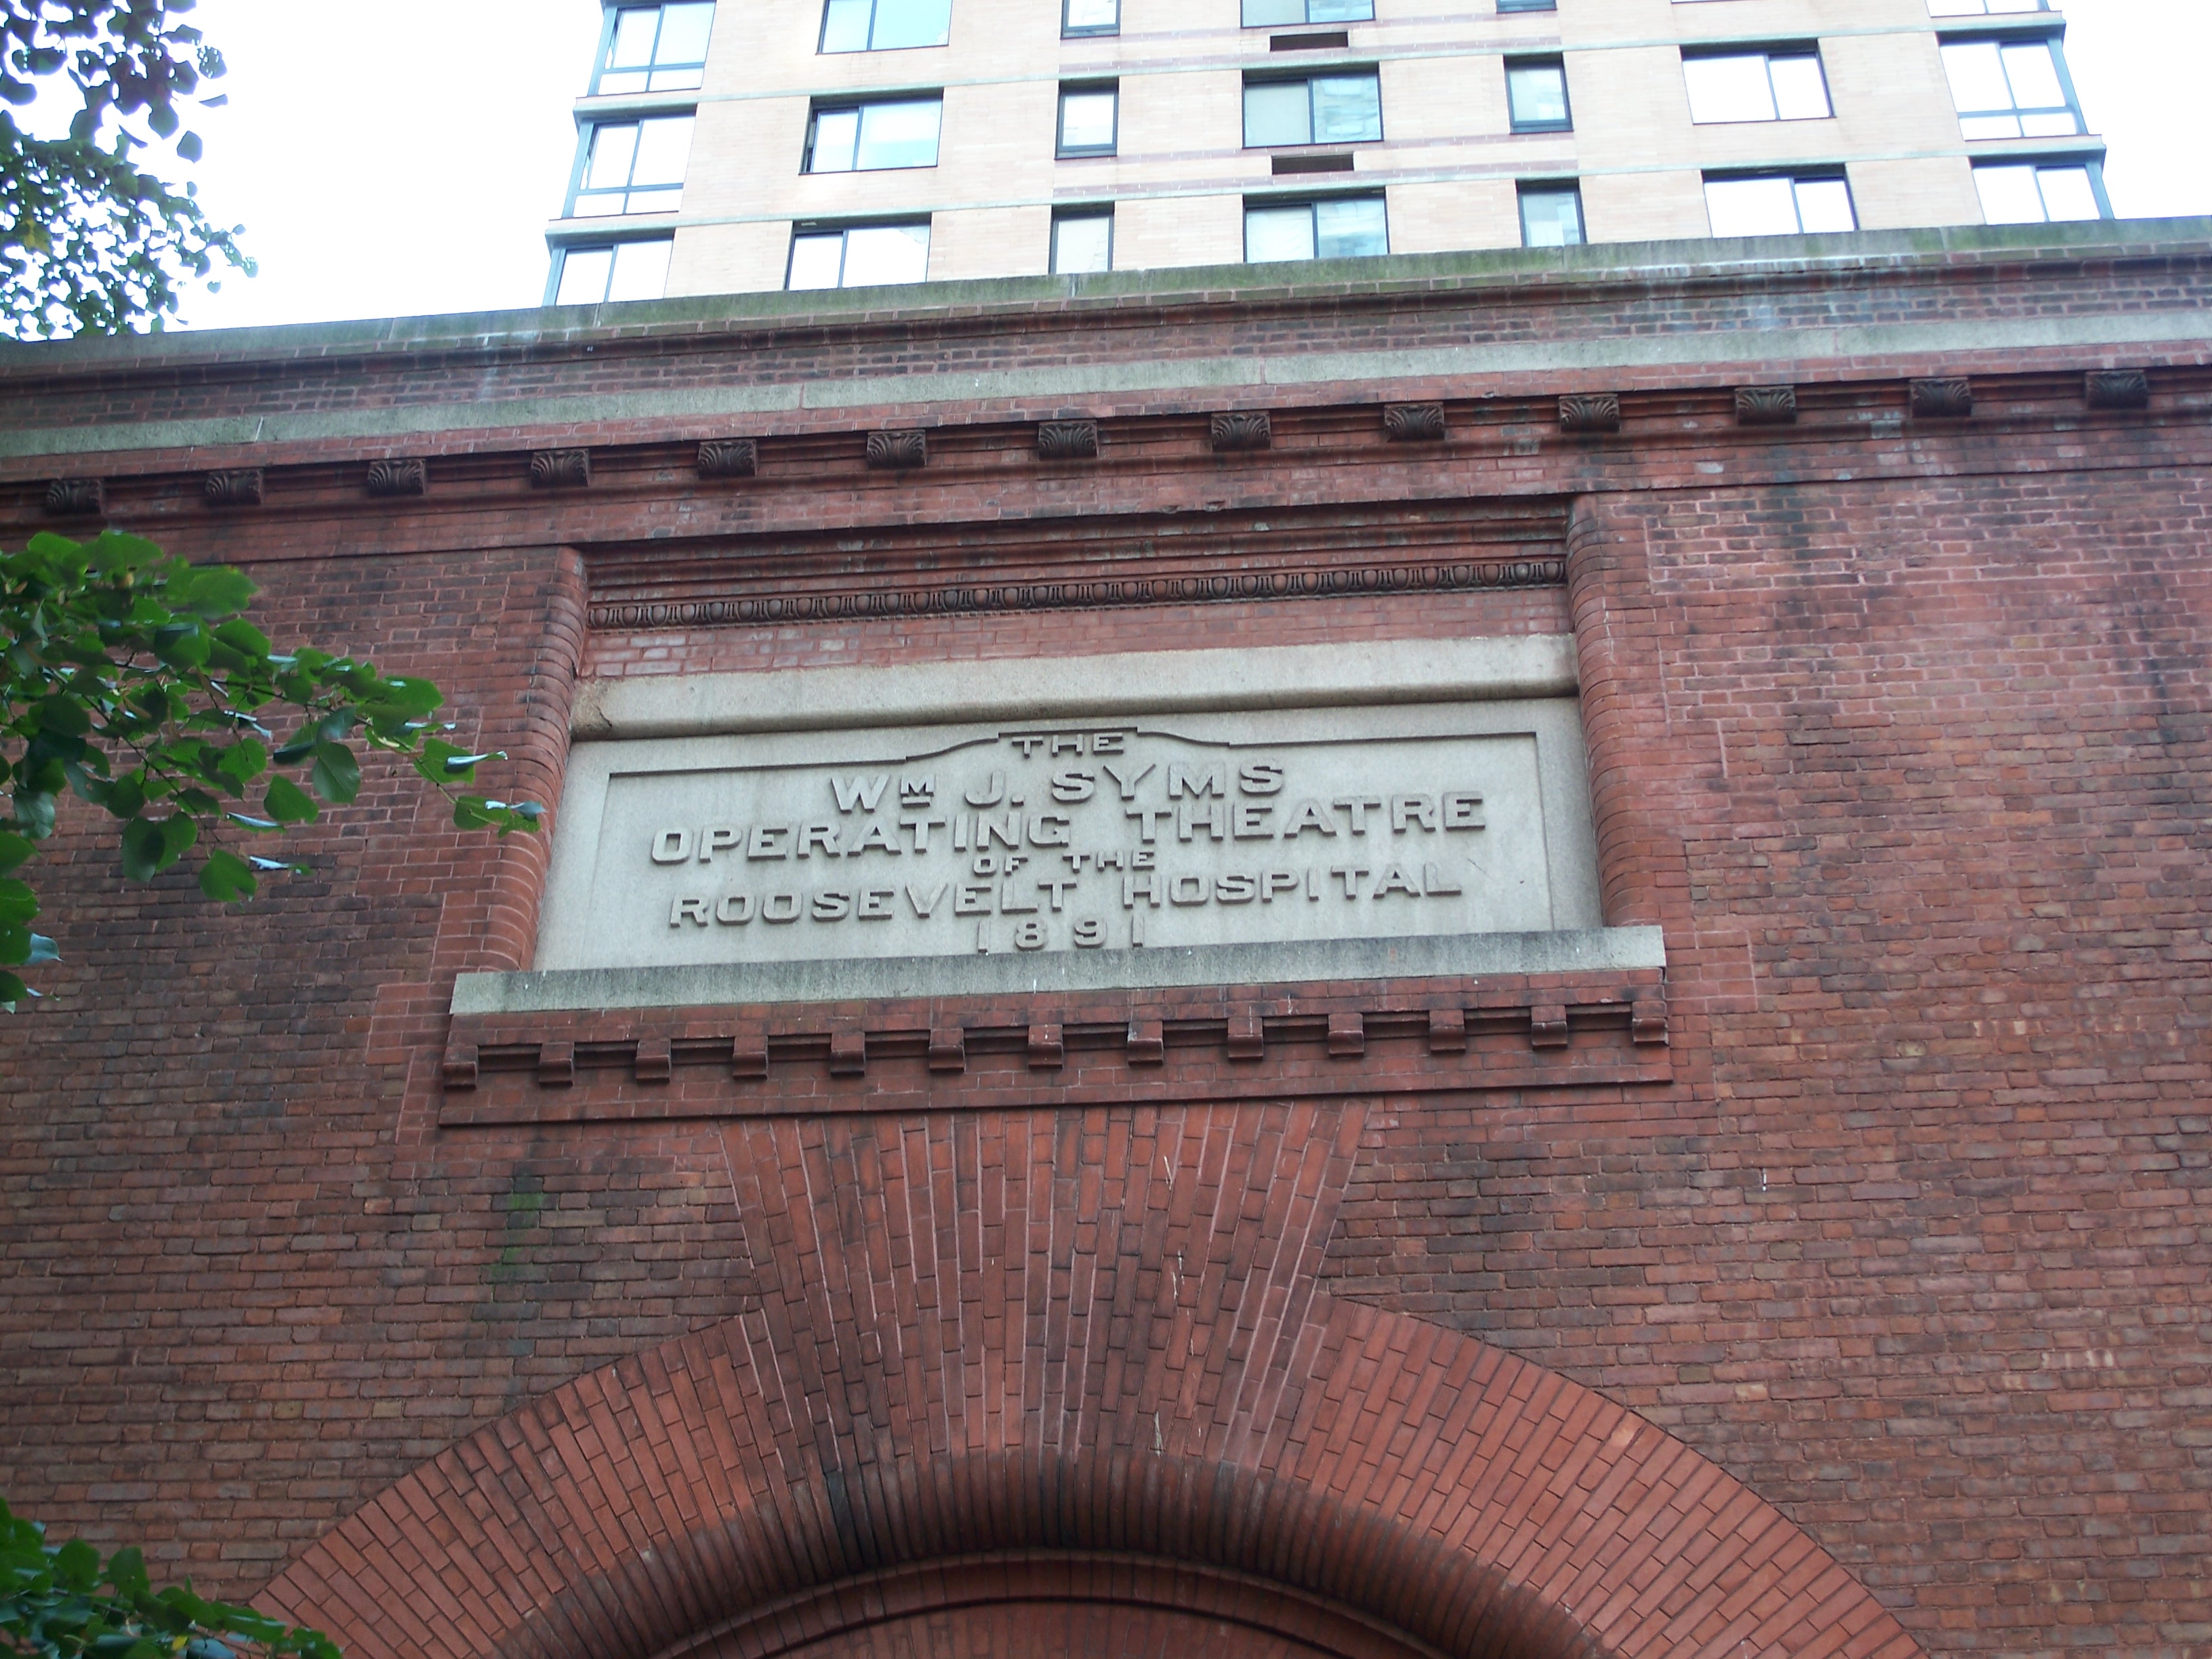 THE
WM J. SYMS
OPERATING THEATRE
OF THE
ROOSEVELT HOSPITAL
1891